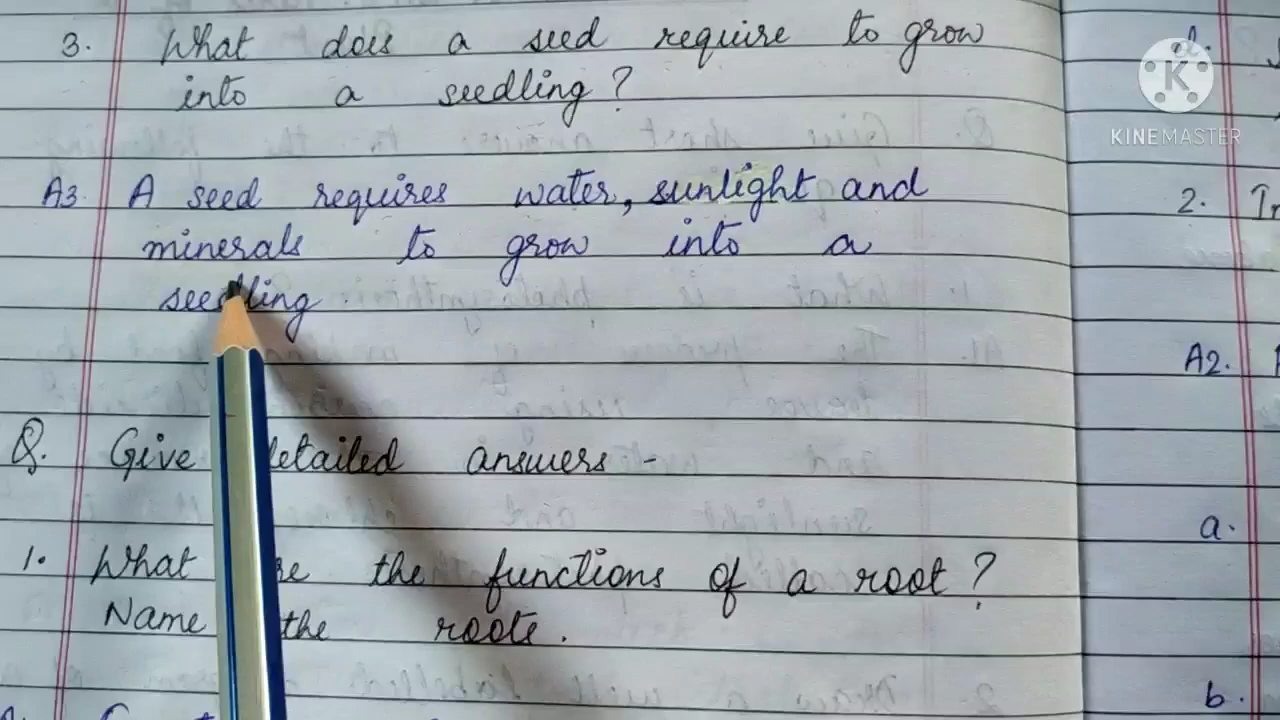 3. What does a seed require to grow
into a seedling?
A3. A seed requires water, sunlight and
minerals to grow into a
seedling
Q. Give detailed answers -
1. What are the functions of a root?
Name the roots.
2.
A2.
a.
b.
KINEMASTER